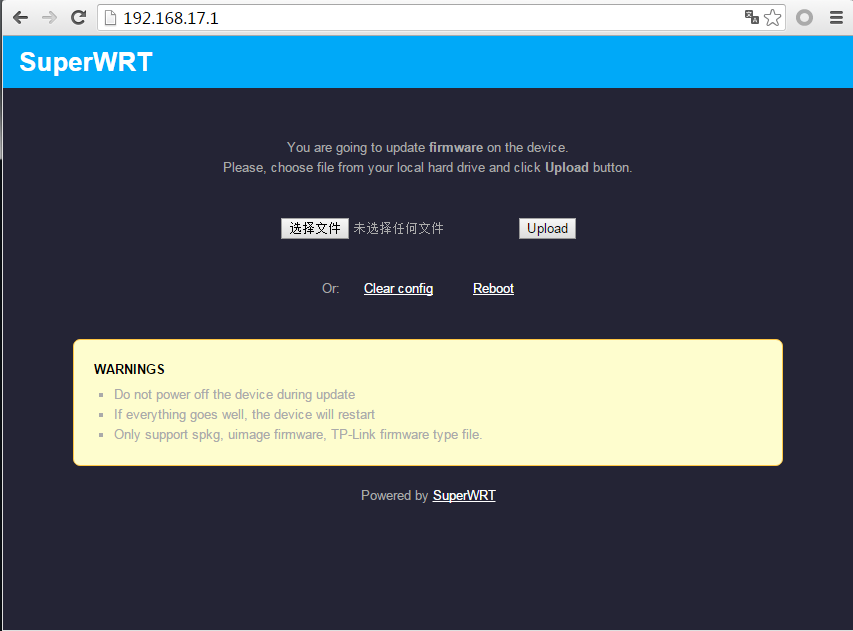 192.168.17.1
SuperWRT
You are going to update firmware on the device.
Please, choose file from your local hard drive and click Upload button.
选择文件 未选择任何文件 Upload
Or: Clear config Reboot
WARNINGS
Do not power off the device during update
If everything goes well, the device will restart
Only support spkg, uimage firmware, TP-Link firmware type file.
Powered by SuperWRT